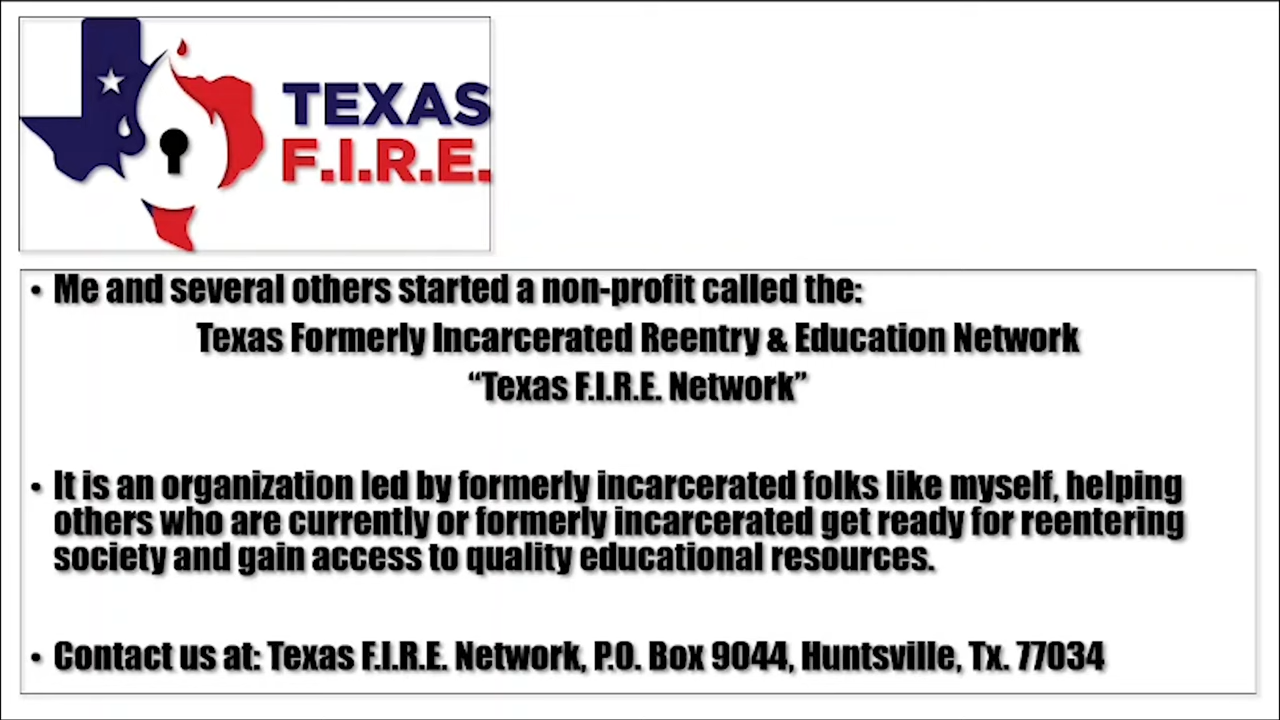 TEXAS
F.I.R.E.
• Me and several others started a non-profit called the:
Texas Formerly Incarcerated Reentry & Education Network
“Texas F.I.R.E. Network”
• It is an organization led by formerly incarcerated folks like myself, helping
others who are currently or formerly incarcerated get ready for reentering
society and gain access to quality educational resources.
• Contact us at: Texas F.I.R.E. Network, P.O. Box 9044, Huntsville, Tx. 77034